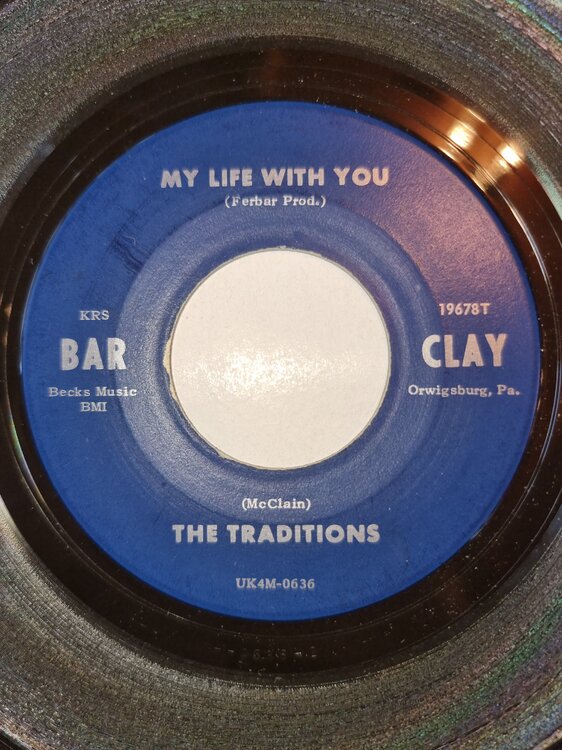 MY LIFE WITH YOU
(Ferbar Prod.)
KRS
BAR
Becks Music
BMI
19678T
CLAY
Orwigsburg, Pa.
(McClain)
THE TRADITIONS
UK4M-0636